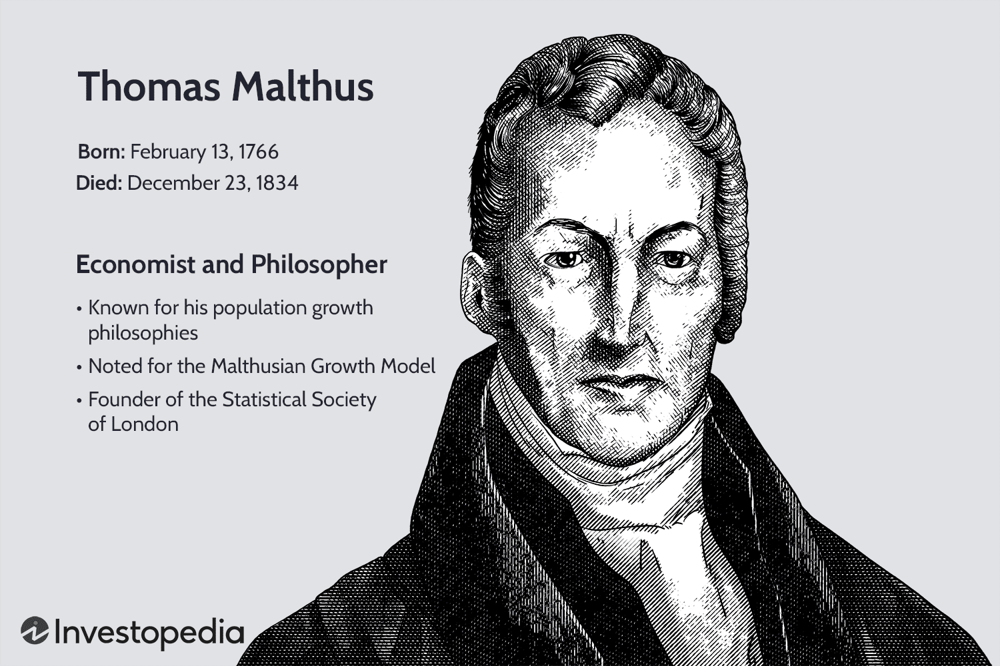 Thomas Malthus
Born: February 13, 1766
Died: December 23, 1834
Economist and Philosopher
• Known for his population growth
philosophies
• Noted for the Malthusian Growth Model
• Founder of the Statistical Society
of London
Investopedia